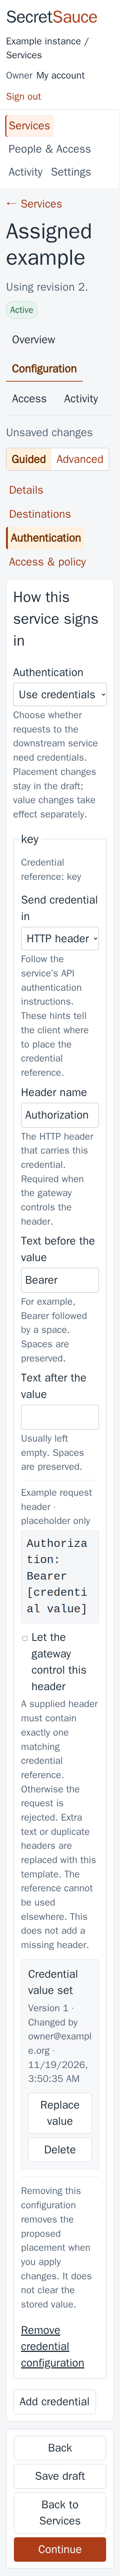 SecretSauce
Example instance /
Services
Owner My account
Sign out
Services
People & Access
Activity Settings
← Services
Assigned
example
Using revision 2.
Active
Overview
Configuration
Access Activity
Unsaved changes
Guided Advanced
Details
Destinations
Authentication
Access & policy
How this
service signs
in
Authentication
Use credentials
Choose whether
requests to the
downstream service
need credentials.
Placement changes
stay in the draft;
value changes take
effect separately.
key
Credential
reference: key
Send credential
in
HTTP header
Follow the
service's API
authentication
instructions.
These hints tell
the client where
to place the
credential
reference.
Header name
Authorization
The HTTP header
that carries this
credential.
Required when
the gateway
controls the
header.
Text before the
value
Bearer
For example,
Bearer followed
by a space.
Spaces are
preserved.
Text after the
value
Usually left
empty. Spaces
are preserved.
Example request
header ·
placeholder only
Authoriza
tion:
Bearer
[credenti
al value]
Let the
gateway
control this
header
A supplied header
must contain
exactly one
matching
credential
reference.
Otherwise the
request is
rejected. Extra
text or duplicate
headers are
replaced with this
template. The
reference cannot
be used
elsewhere. This
does not add a
missing header.
Credential
value set
Version 1 ·
Changed by
owner@exampl
e.org ·
11/19/2026,
3:50:35 AM
Replace
value
Delete
Removing this
configuration
removes the
proposed
placement when
you apply
changes. It does
not clear the
stored value.
Remove
credential
configuration
Add credential
Back
Save draft
Back to
Services
Continue